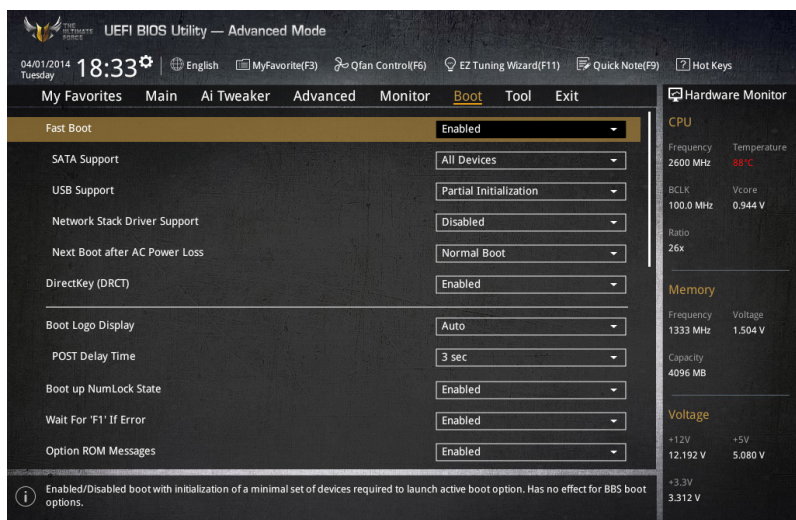 THE ULTIMATE FORCE
UEFI BIOS Utility — Advanced Mode
04/01/2014
Tuesday
18:33
English
MyFavorite(F3)
Qfan Control(F6)
EZ Tuning Wizard(F11)
Quick Note(F9)
? Hot Keys
My Favorites
Main
Ai Tweaker
Advanced
Monitor
Boot
Tool
Exit
Fast Boot Enabled
SATA Support All Devices
USB Support Partial Initialization
Network Stack Driver Support Disabled
Next Boot after AC Power Loss Normal Boot
DirectKey (DRCT) Enabled
Boot Logo Display Auto
POST Delay Time 3 sec
Boot up NumLock State Enabled
Wait For 'F1' If Error Enabled
Option ROM Messages Enabled
Enabled/Disabled boot with initialization of a minimal set of devices required to launch active boot option. Has no effect for BBS boot
options.
Hardware Monitor
CPU
Frequency Temperature
2600 MHz 88°C
BCLK Vcore
100.0 MHz 0.944 V
Ratio
26x
Memory
Frequency Voltage
1333 MHz 1.504 V
Capacity
4096 MB
Voltage
+12V +5V
12.192 V 5.080 V
+3.3V
3.312 V